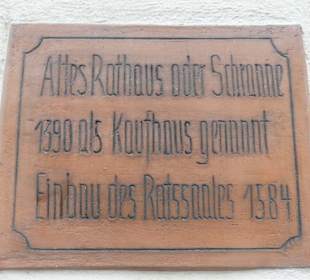 Altes Rathaus oder Schranne
1390 als Kaufhaus genannt
Einbau des Ratssaales 1584